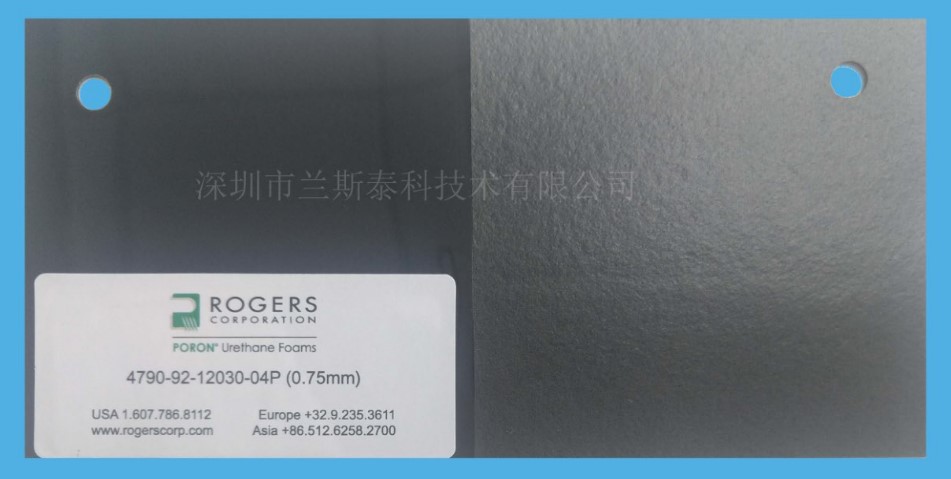 深圳市兰斯泰科技术有限公司
ROGERS
CORPORATION
PORON® Urethane Foams
4790-92-12030-04P (0.75mm)
USA 1.607.786.8112 Europe +32.9.235.3611
www.rogerscorp.com Asia +86.512.6258.2700